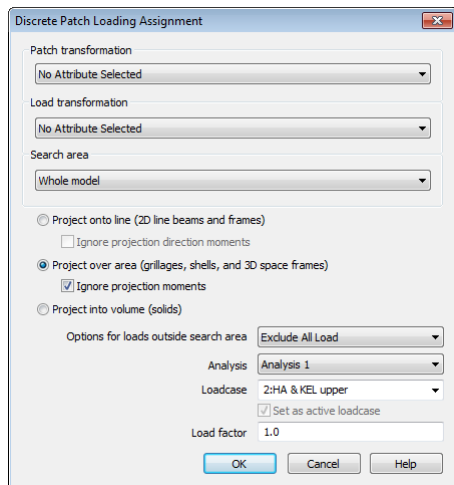 Discrete Patch Loading Assignment
Patch transformation
No Attribute Selected
Load transformation
No Attribute Selected
Search area
Whole model
Project onto line (2D line beams and frames)
Ignore projection direction moments
Project over area (grillages, shells, and 3D space frames)
Ignore projection moments
Project into volume (solids)
Options for loads outside search area Exclude All Load
Analysis Analysis 1
Loadcase 2:HA & KEL upper
Set as active loadcase
Load factor 1.0
OK Cancel Help